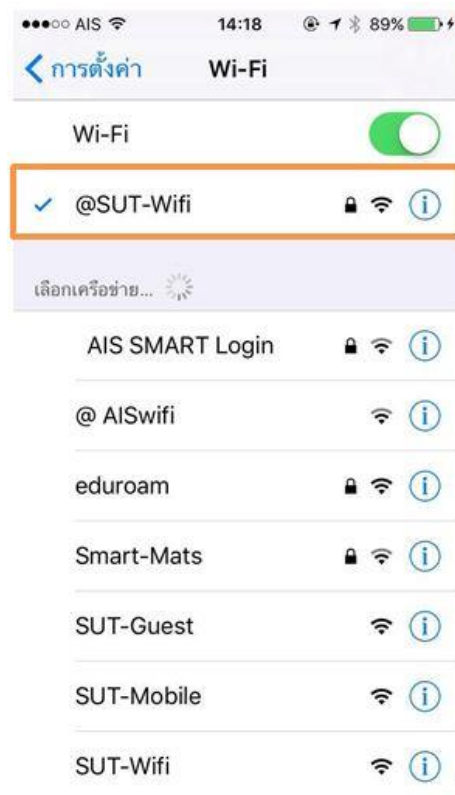 AIS 14:18 89%
การตั้งค่า Wi-Fi
Wi-Fi
@SUT-Wifi
เลือกเครือข่าย...
AIS SMART Login
@ AISwifi
eduroam
Smart-Mats
SUT-Guest
SUT-Mobile
SUT-Wifi